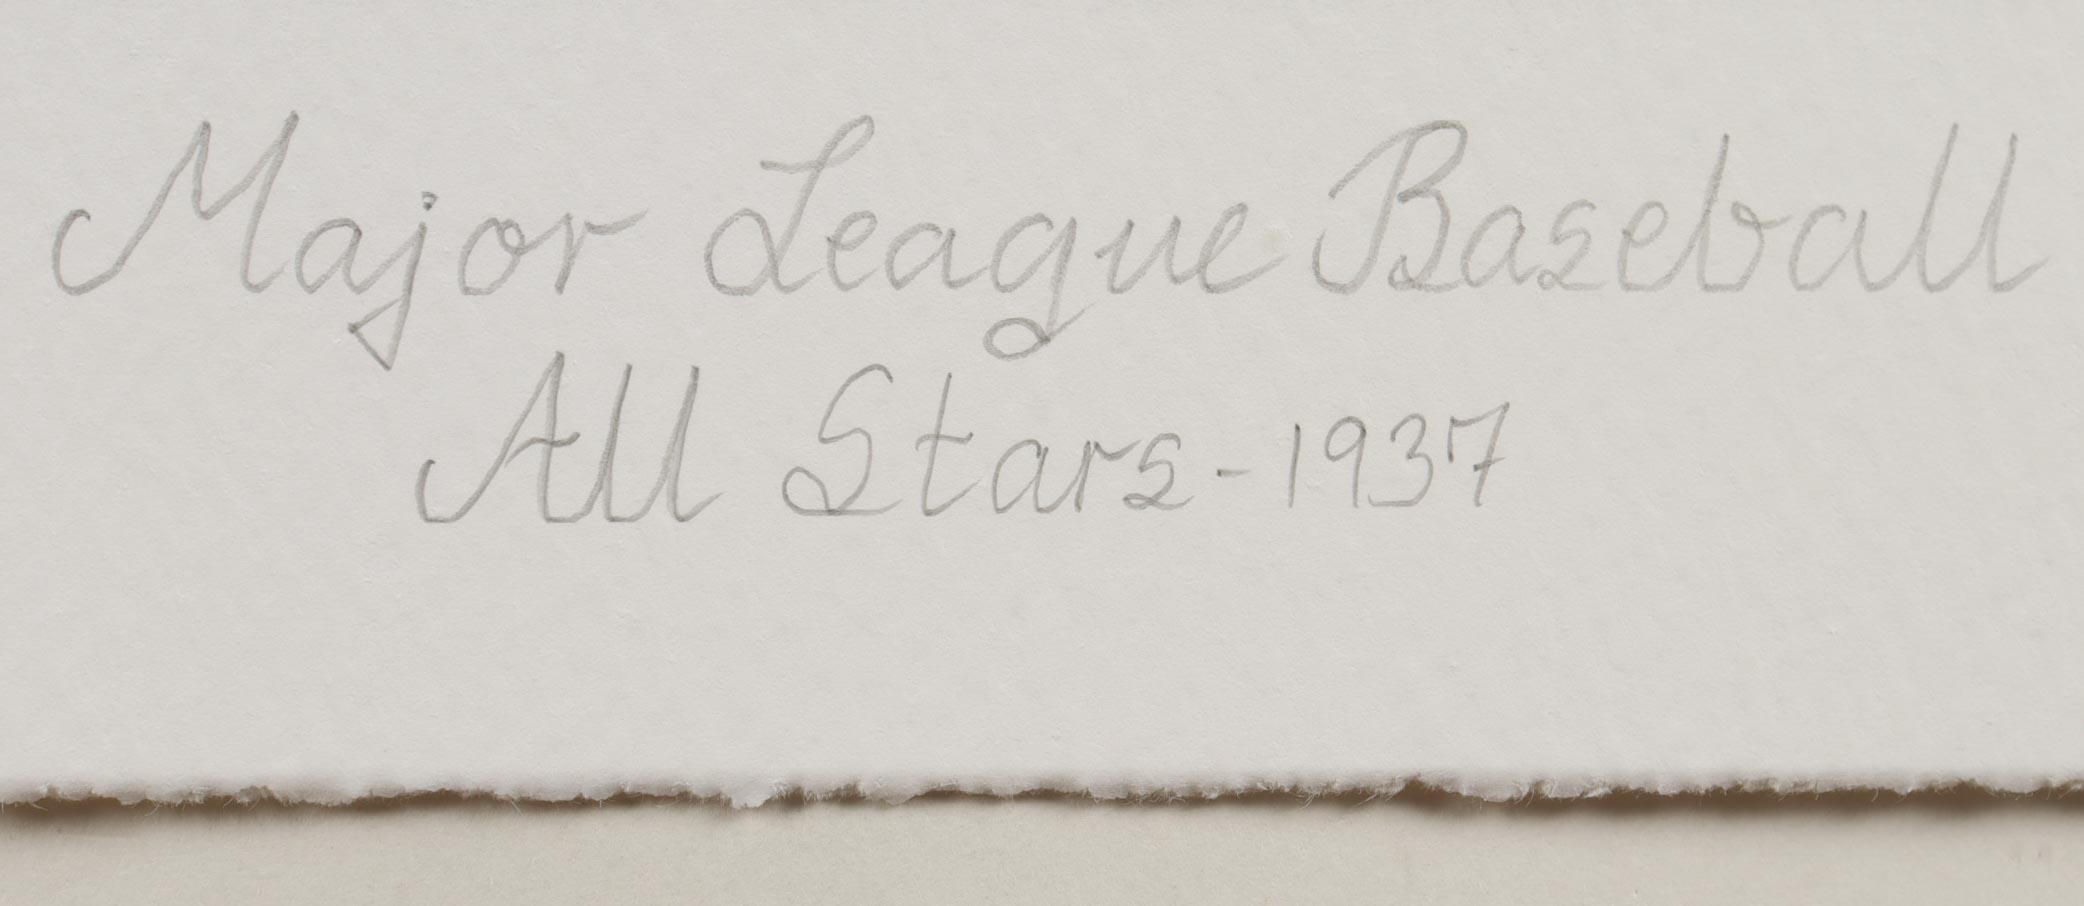 Major League Baseball
All Stars - 1937